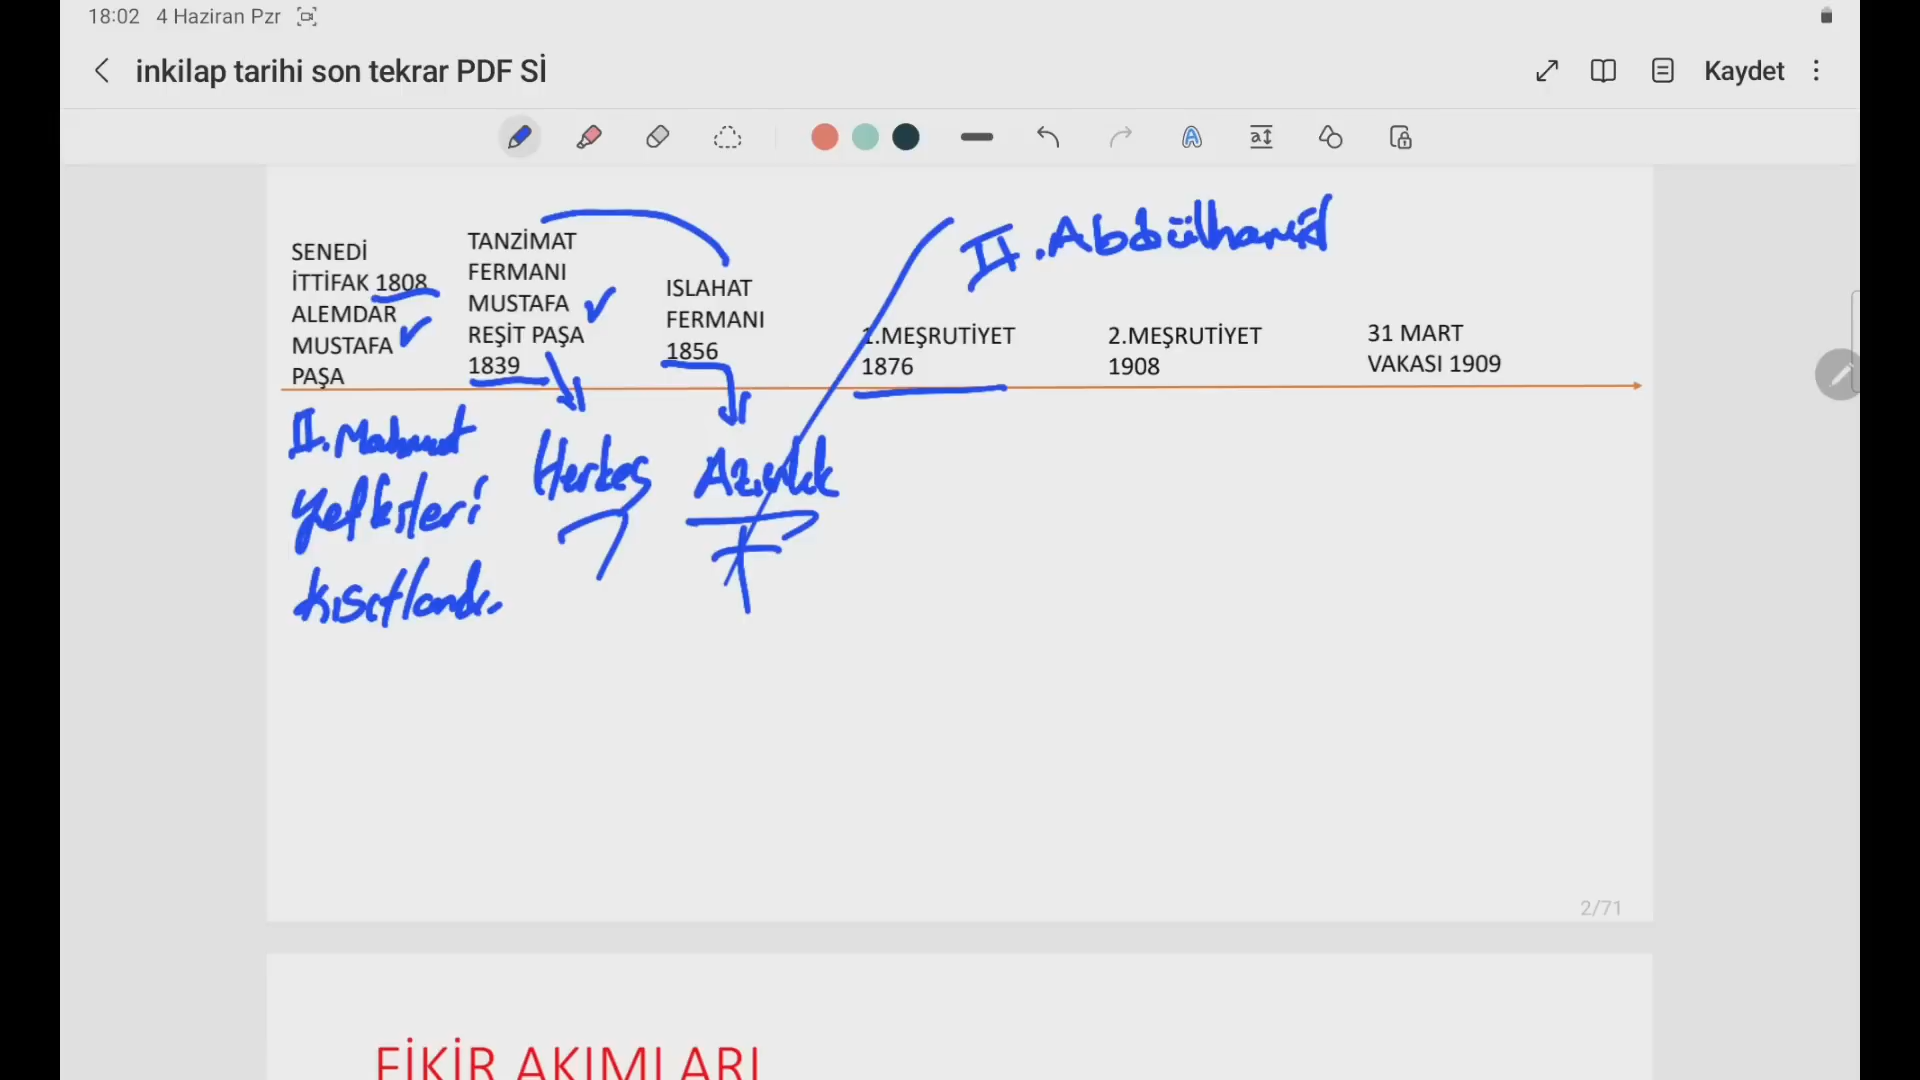 18:02 4 Haziran Pzr
inkilap tarihi son tekrar PDF Sİ
Kaydet
SENEDİ
İTTİFAK 1808
ALEMDAR
MUSTAFA
PAŞA
TANZİMAT
FERMANI
MUSTAFA
REŞİT PAŞA
1839
ISLAHAT
FERMANI
1856
II.Abdülhamid
1.MEŞRUTİYET
1876
2.MEŞRUTİYET
1908
31 MART
VAKASI 1909
II.Mahmut
yetkileri
kısıtlandı.
Herkes
Azınlık
2/71
FİKİR AKIMLARI